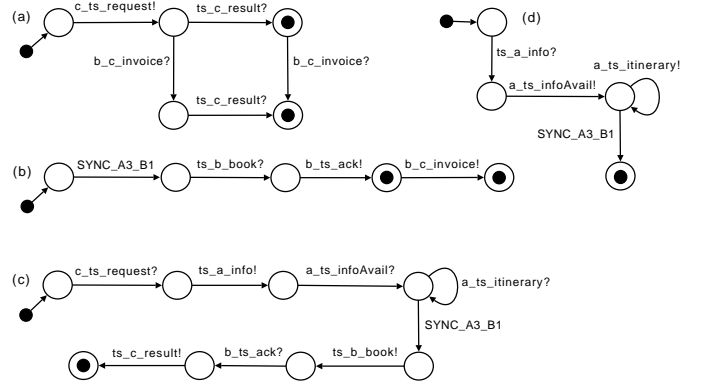 (a)
c_ts_request!
ts_c_result?
b_c_invoice?
b_c_invoice?
ts_c_result?
(d)
ts_a_info?
a_ts_itinerary!
a_ts_infoAvail!
SYNC_A3_B1
(b)
SYNC_A3_B1
ts_b_book?
b_ts_ack!
b_c_invoice!
(c)
c_ts_request?
ts_a_info!
a_ts_infoAvail?
a_ts_itinerary?
SYNC_A3_B1
ts_c_result!
b_ts_ack?
ts_b_book!